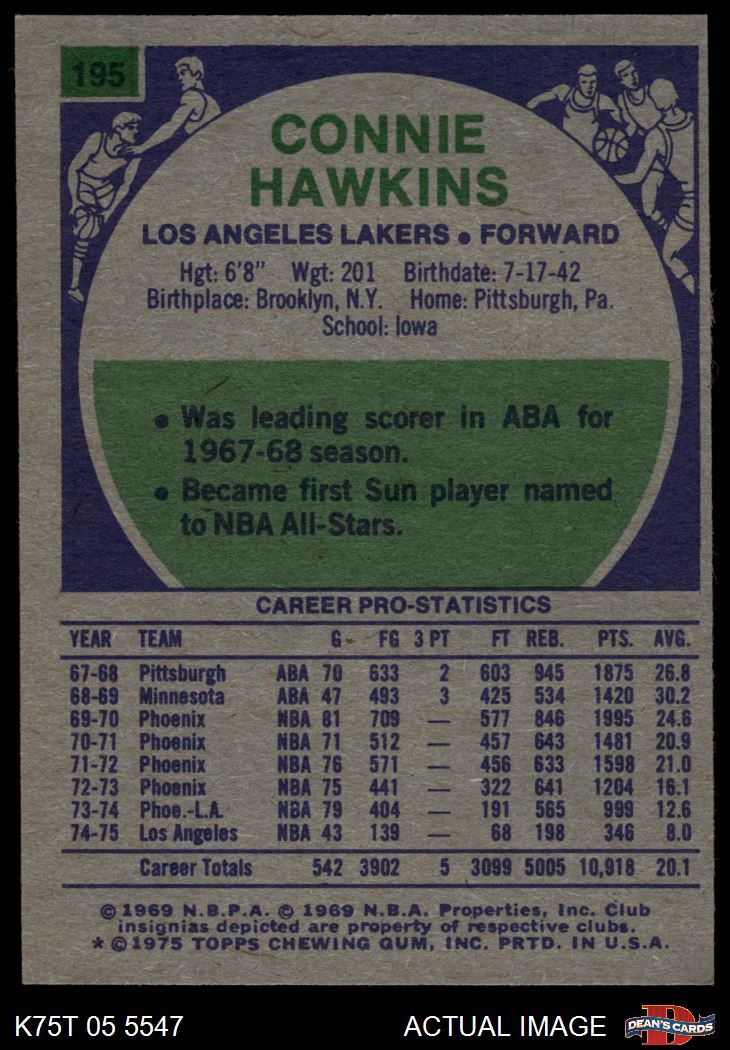 195
CONNIE
HAWKINS
LOS ANGELES LAKERS • FORWARD
Hgt: 6'8" Wgt: 201 Birthdate: 7-17-42
Birthplace: Brooklyn, N.Y. Home: Pittsburgh, Pa.
School: Iowa
• Was leading scorer in ABA for
1967-68 season.
• Became first Sun player named
to NBA All-Stars.
CAREER PRO-STATISTICS
YEAR TEAM G FG 3 PT FT REB. PTS. AVG.
67-68 Pittsburgh ABA 70 633 2 603 945 1875 26.8
68-69 Minnesota ABA 47 493 3 425 534 1420 30.2
69-70 Phoenix NBA 81 709 — 577 846 1995 24.6
70-71 Phoenix NBA 71 512 — 457 643 1481 20.9
71-72 Phoenix NBA 76 571 — 456 633 1598 21.0
72-73 Phoenix NBA 75 441 — 322 641 1204 16.1
73-74 Phoe.-L.A. NBA 79 404 — 191 565 999 12.6
74-75 Los Angeles NBA 43 139 — 68 198 346 8.0
Career Totals 542 3902 5 3099 5005 10,918 20.1
© 1969 N.B.P.A. © 1969 N.B.A. Properties, Inc. Club
insignias depicted are property of respective clubs.
* © 1975 TOPPS CHEWING GUM, INC. PRTD. IN U.S.A.
K75T 05 5547 ACTUAL IMAGE D DEAN'S CARDS